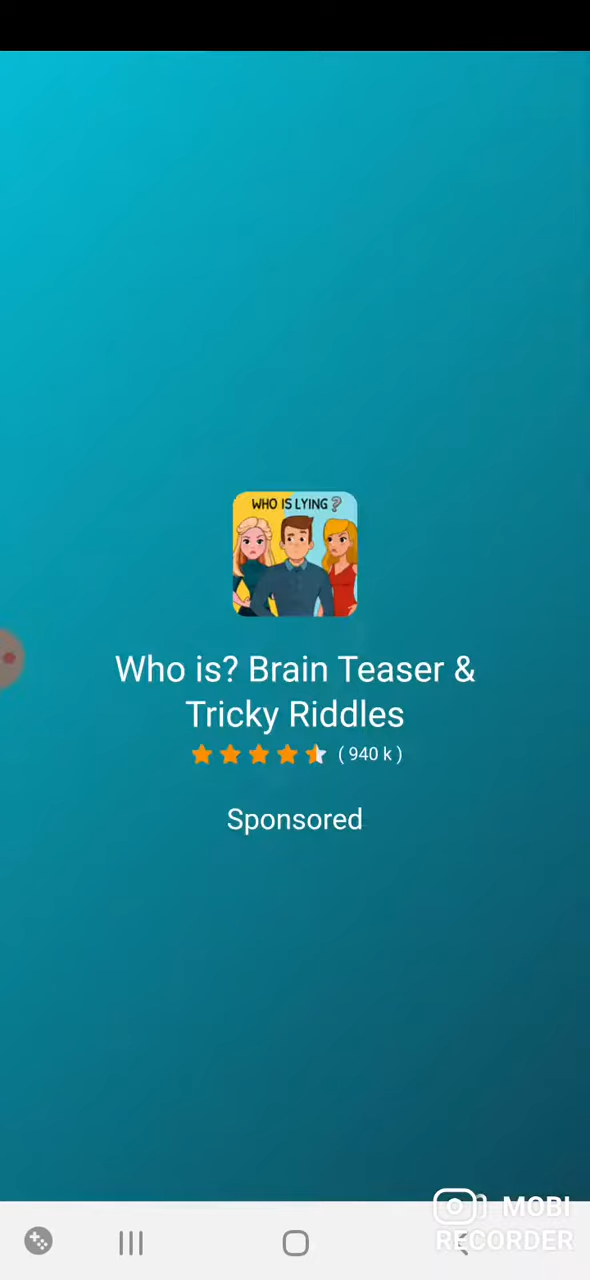 WHO IS LYING?
Who is? Brain Teaser &
Tricky Riddles
( 940 k )
Sponsored
MOBI
RECORDER